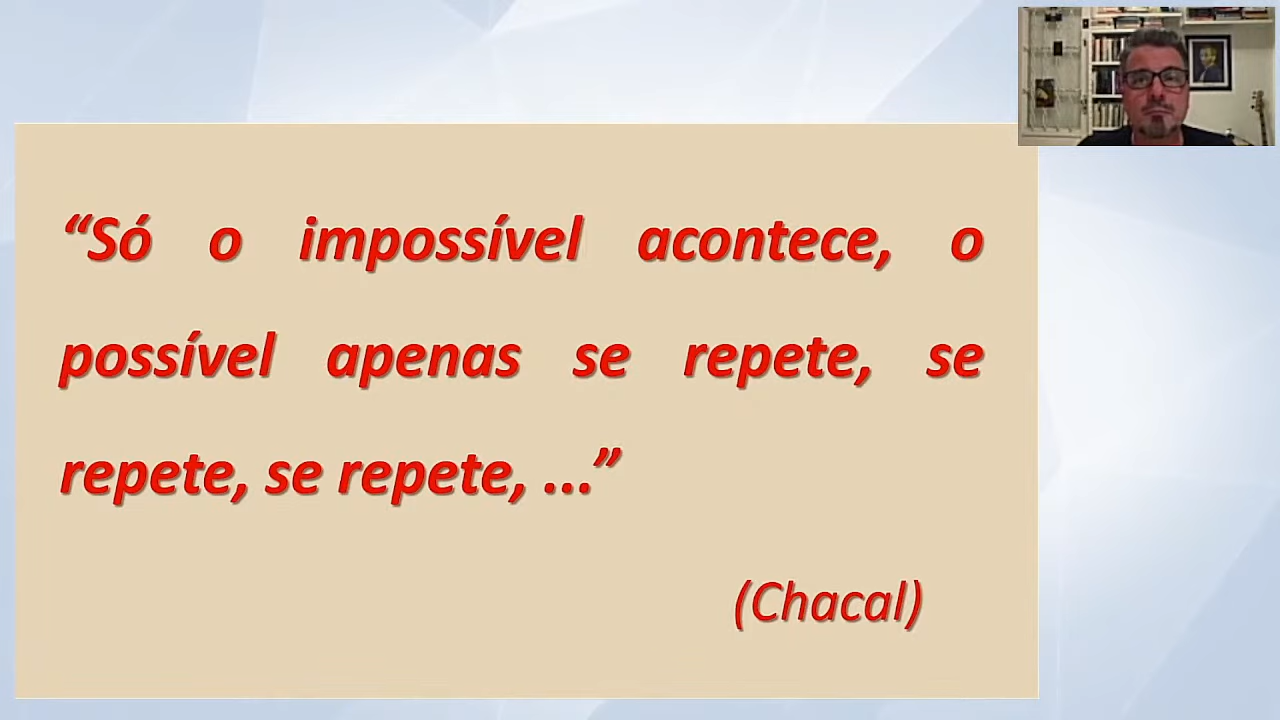 “Só o impossível acontece, o
possível apenas se repete, se
repete, se repete, ...”
(Chacal)